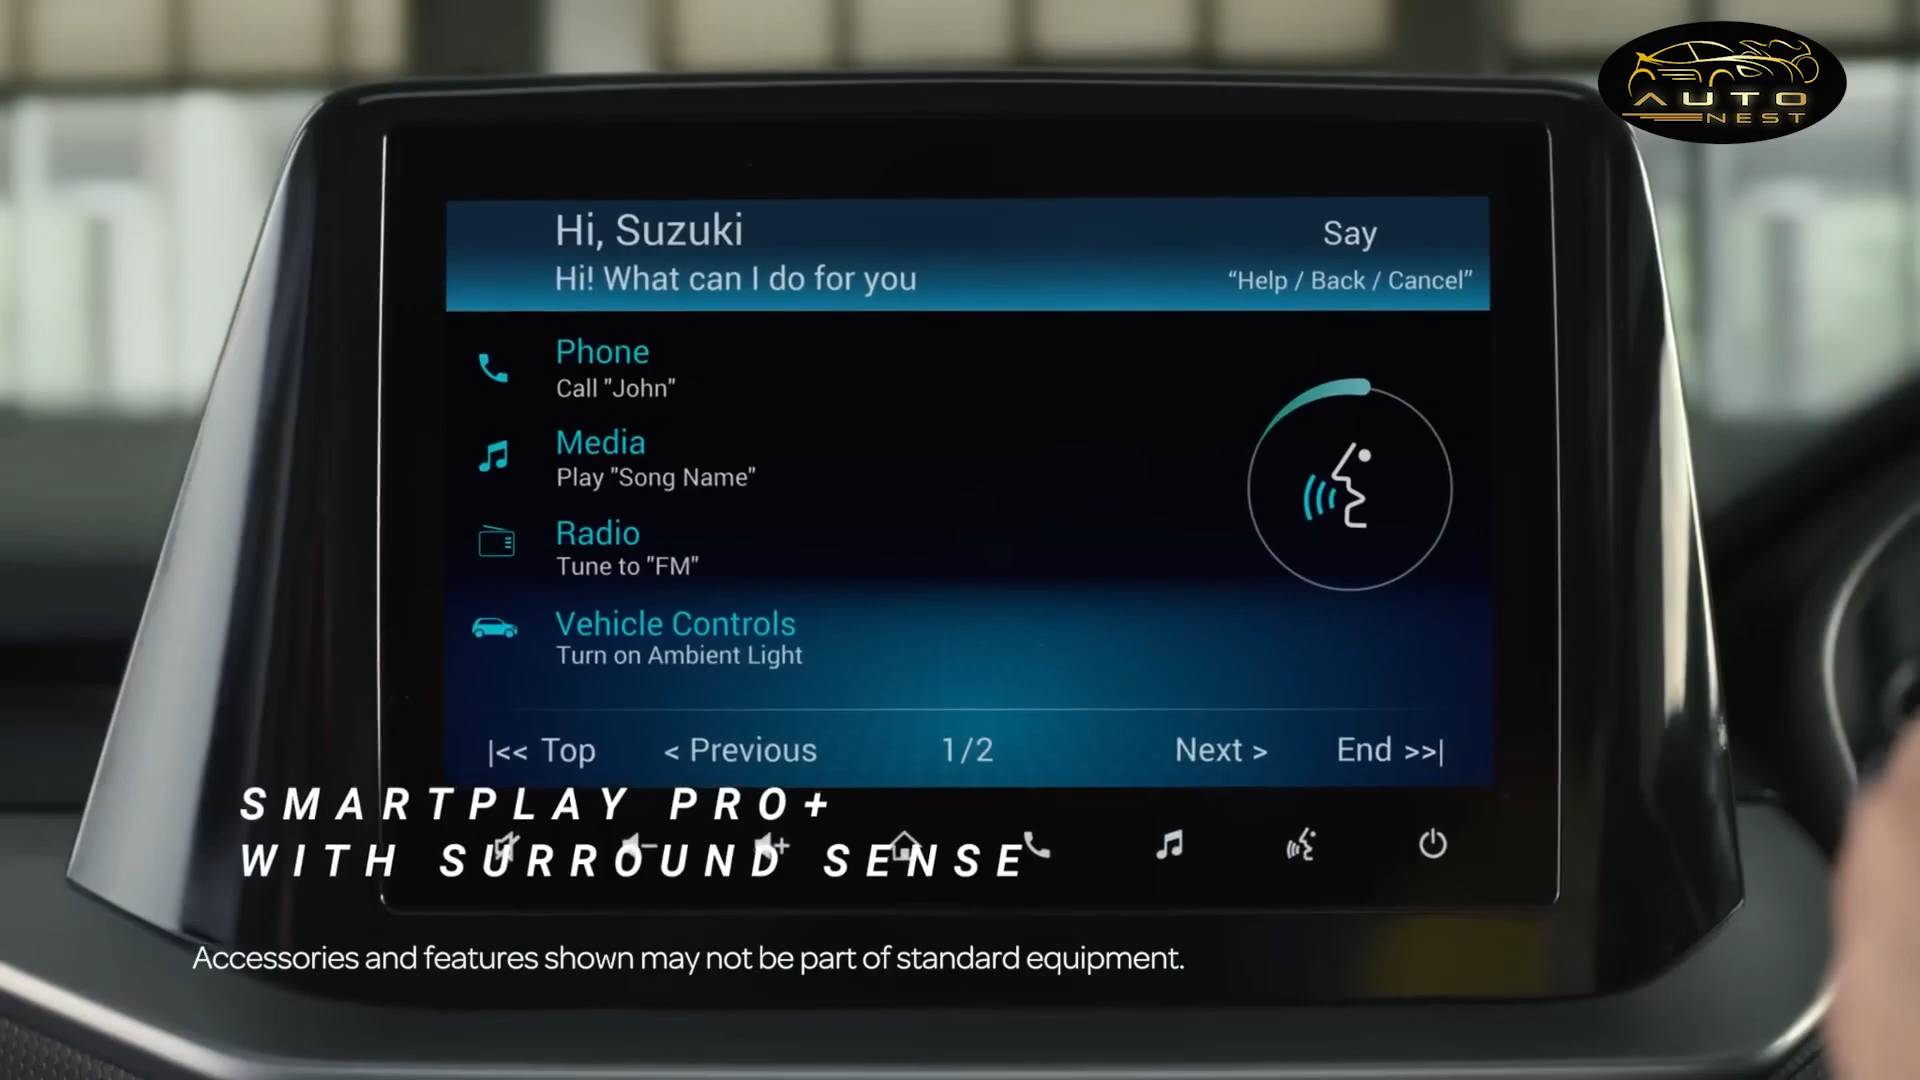 AUTO
NEST
Hi, Suzuki
Say
Hi! What can I do for you
“Help / Back / Cancel”
Phone
Call "John"
Media
Play "Song Name"
Radio
Tune to "FM"
Vehicle Controls
Turn on Ambient Light
|<< Top
< Previous
1/2
Next >
End >>|
SMARTPLAY PRO+
WITH SURROUND SENSE
Accessories and features shown may not be part of standard equipment.